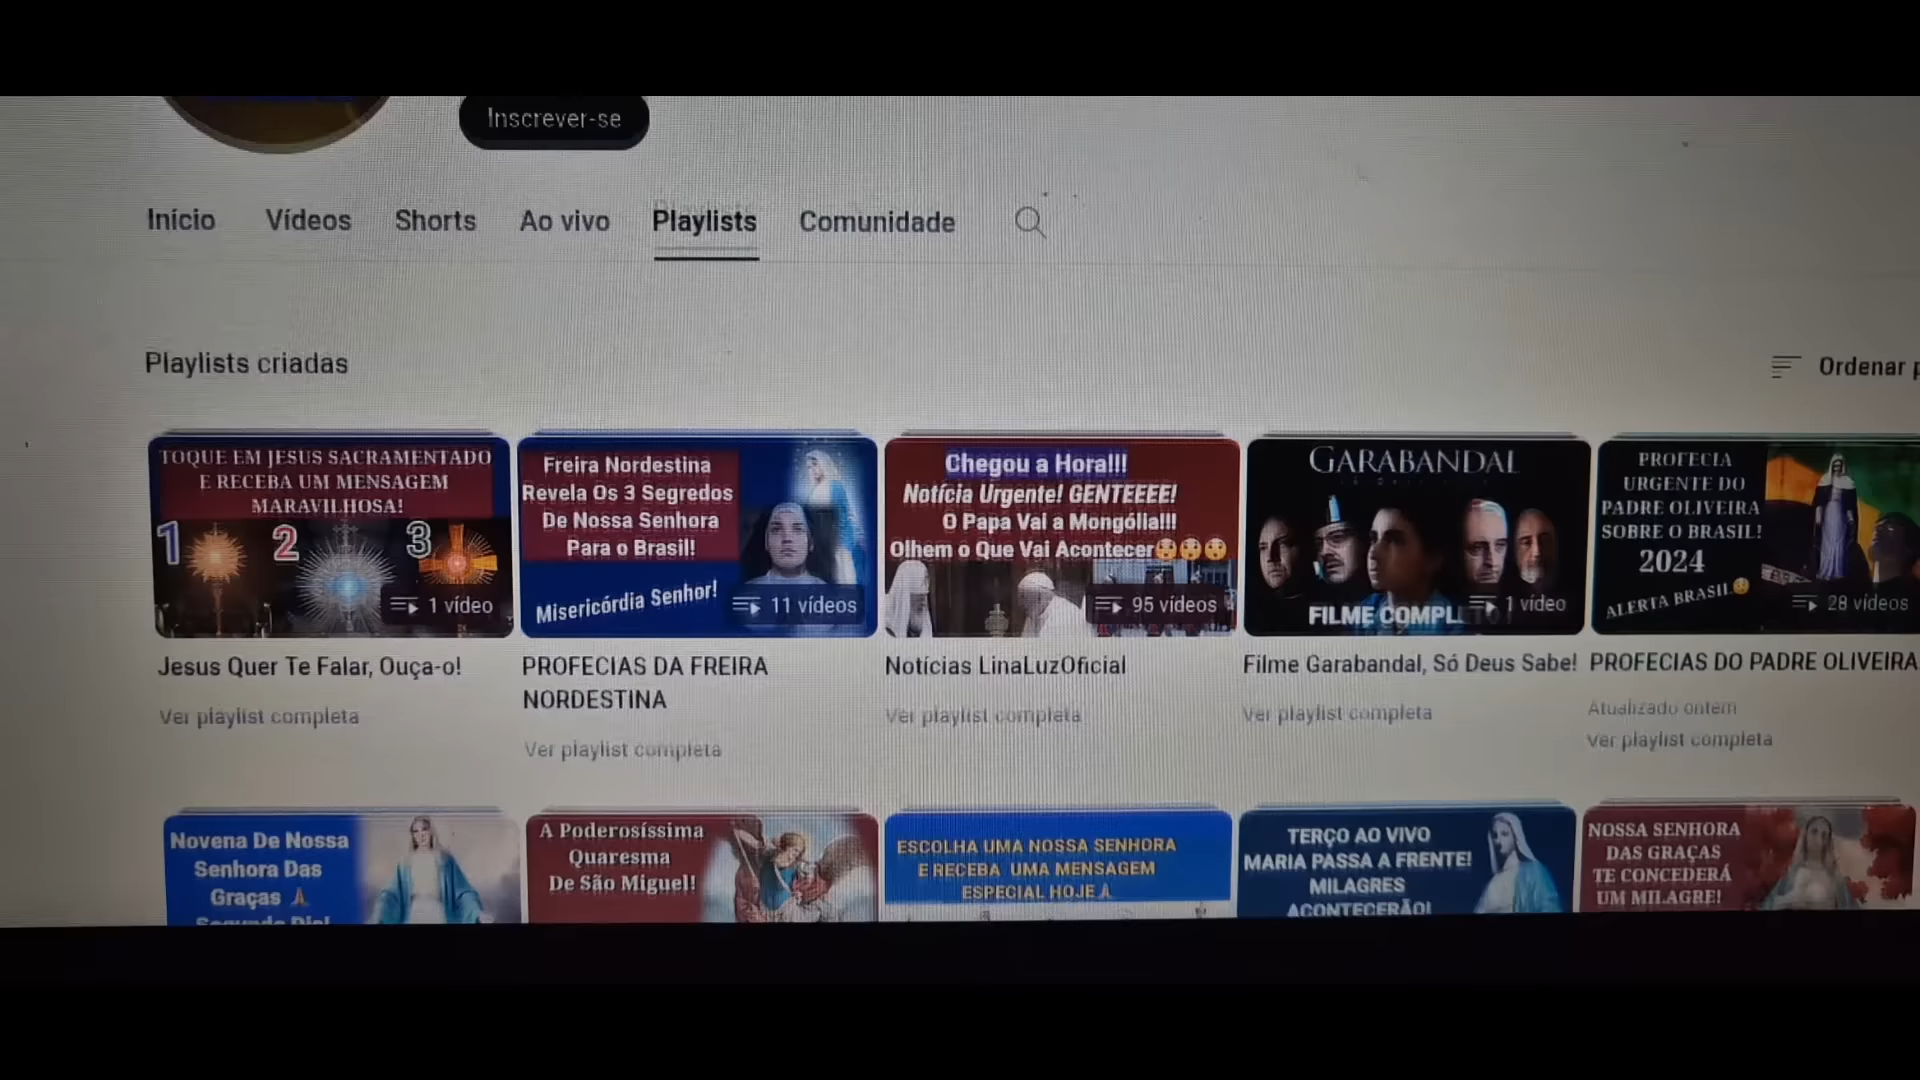 Inscrever-se
Início Vídeos Shorts Ao vivo Playlists Comunidade
Playlists criadas
Ordenar p
TOQUE EM JESUS SACRAMENTADO
E RECEBA UM MENSAGEM
MARAVILHOSA!
1 2 3
1 vídeo
Jesus Quer Te Falar, Ouça-o!
Ver playlist completa
Freira Nordestina
Revela Os 3 Segredos
De Nossa Senhora
Para o Brasil!
Misericórdia Senhor!
11 vídeos
PROFECIAS DA FREIRA
NORDESTINA
Ver playlist completa
Chegou a Hora!!!
Notícia Urgente! GENTEEEE!
O Papa Vai a Mongólia!!!
Olhem o Que Vai Acontecer
95 vídeos
Notícias LinaLuzOficial
Ver playlist completa
GARABANDAL
FILME COMPL
1 vídeo
Filme Garabandal, Só Deus Sabe!
Ver playlist completa
PROFECIA
URGENTE DO
PADRE OLIVEIRA
SOBRE O BRASIL!
2024
ALERTA BRASIL
28 vídeos
PROFECIAS DO PADRE OLIVEIRA
Atualizado ontem
Ver playlist completa
Novena De Nossa
Senhora Das
Graças
Segundo Dia!
A Poderosíssima
Quaresma
De São Miguel!
ESCOLHA UMA NOSSA SENHORA
E RECEBA UMA MENSAGEM
ESPECIAL HOJE
TERÇO AO VIVO
MARIA PASSA A FRENTE!
MILAGRES
ACONTECERÃO!
NOSSA SENHORA
DAS GRAÇAS
TE CONCEDERÁ
UM MILAGRE!